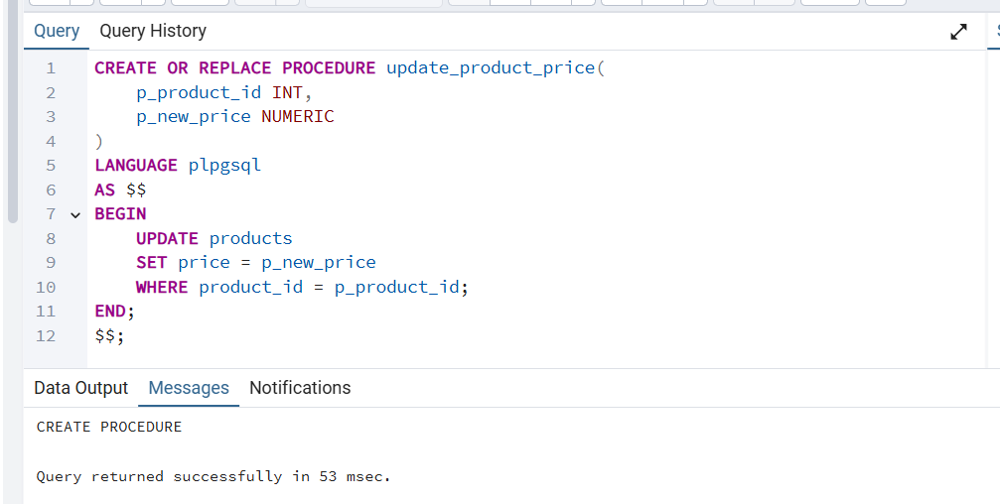 Query Query History
1 CREATE OR REPLACE PROCEDURE update_product_price(
2 p_product_id INT,
3 p_new_price NUMERIC
4 )
5 LANGUAGE plpgsql
6 AS $$
7 BEGIN
8 UPDATE products
9 SET price = p_new_price
10 WHERE product_id = p_product_id;
11 END;
12 $$;
Data Output Messages Notifications
CREATE PROCEDURE
Query returned successfully in 53 msec.